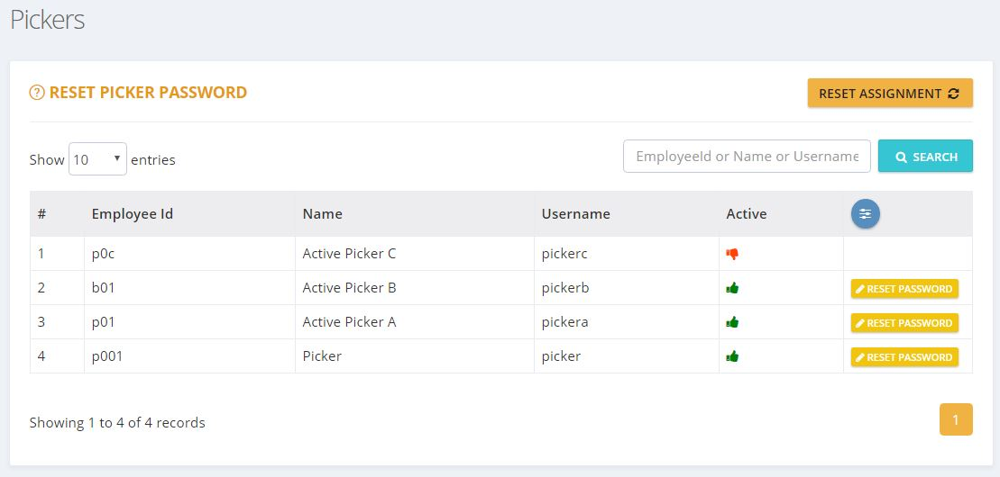 Pickers
RESET PICKER PASSWORD
RESET ASSIGNMENT
Show 10 entries
EmployeeId or Name or Username
SEARCH
# Employee Id Name Username Active
1 p0c Active Picker C pickerc
2 b01 Active Picker B pickerb RESET PASSWORD
3 p01 Active Picker A pickera RESET PASSWORD
4 p001 Picker picker RESET PASSWORD
Showing 1 to 4 of 4 records
1